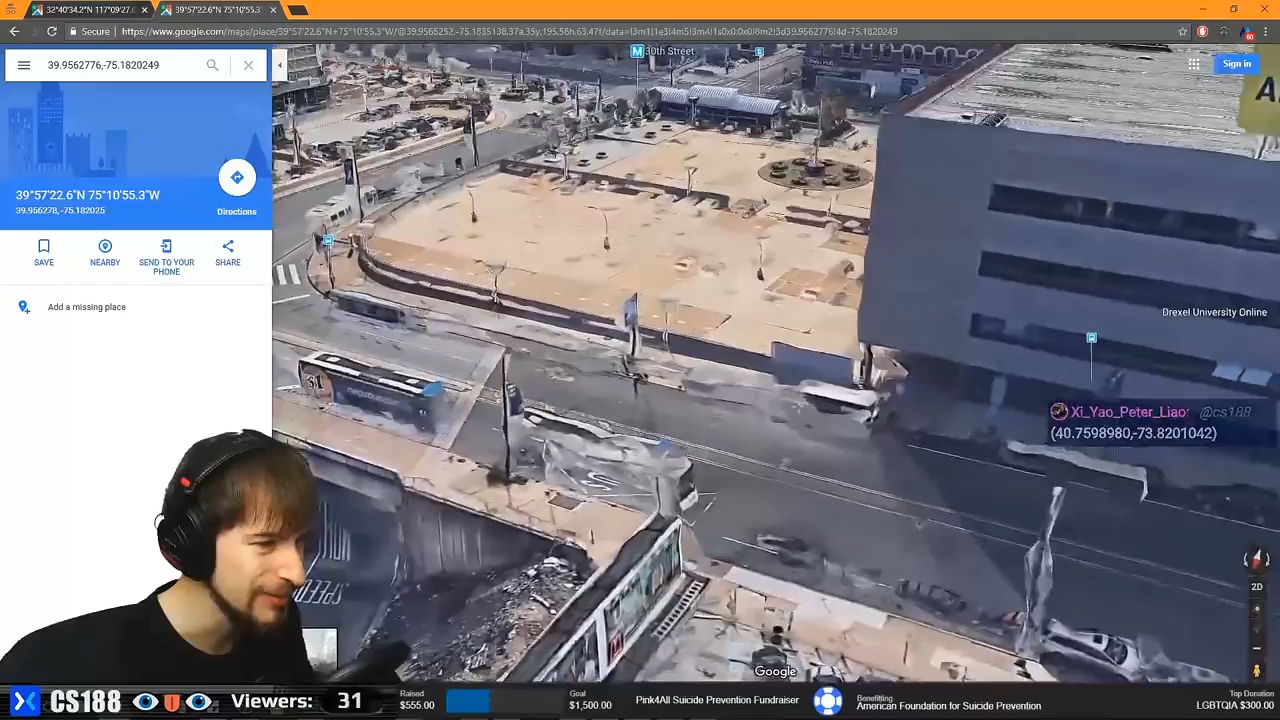 32°40'34.2"N 117°09'27.6
39°57'22.6"N 75°10'55.3"
Secure
https://www.google.com/maps/place/39°57'22.6"N+75°10'55.3"W/@39.9565252,-75.1835138,37a,35y,195.56h,63.47t/data=!3m1!1e3!4m5!3m4!1s0x0:0x0!8m2!3d39.9562776!4d-75.1820249
60
39.9562776,-75.1820249
Sign in
30th Street
39°57'22.6"N 75°10'55.3"W
39.956278, -75.182025
Directions
SAVE
NEARBY
SEND TO YOUR PHONE
SHARE
Add a missing place
Drexel University Online
Xi_Yao_Peter_Liao @cs188
(40.7598980,-73.8201042)
2D
Google
CS188
Viewers: 31
Raised
$555.00
Goal
$1,500.00
Pink4All Suicide Prevention Fundraiser
Benefitting
American Foundation for Suicide Prevention
Top Donation
LGBTQIA $300.00